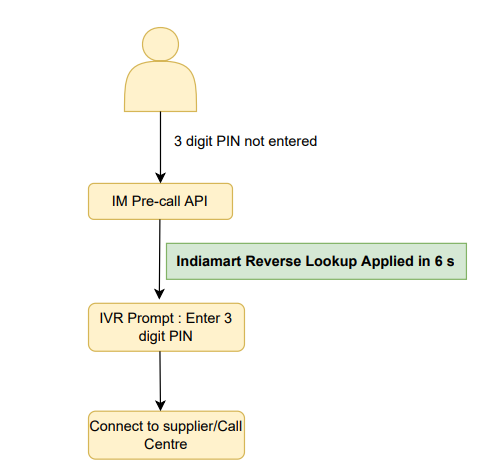 3 digit PIN not entered
IM Pre-call API
Indiamart Reverse Lookup Applied in 6 s
IVR Prompt : Enter 3
digit PIN
Connect to supplier/Call
Centre